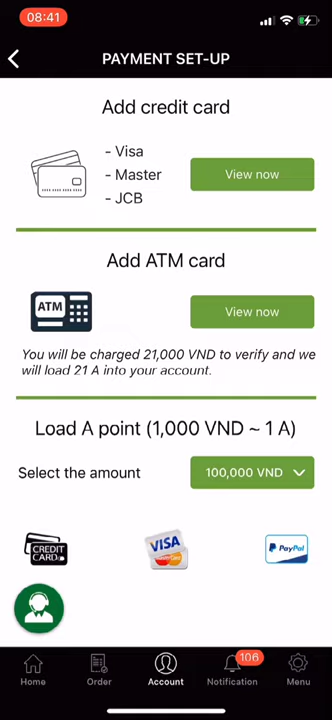 08:41
PAYMENT SET-UP
Add credit card
- Visa
- Master
- JCB
View now
Add ATM card
ATM
View now
You will be charged 21,000 VND to verify and we
will load 21 A into your account.
Load A point (1,000 VND ~ 1 A)
Select the amount
100,000 VND
CREDIT
CARD
VISA
MasterCard
PayPal
106
Home
Order
Account
Notification
Menu